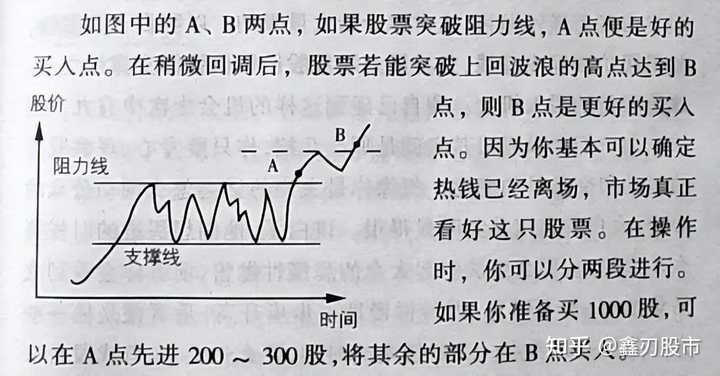 如图中的 A、B 两点，如果股票突破阻力线，A 点便是好的
买入点。在稍微回调后，股票若能突破上回波浪的高点达到 B
股价
阻力线
A
B
支撑线
时间
点，则 B 点是更好的买入
点。因为你基本可以确定
热钱已经离场，市场真正
看好这只股票。在操作
时，你可以分两段进行。
如果你准备买 1000 股，可
以在 A 点先进 200 ～ 300 股，将其余的部分在 B 点买入。
知乎 @鑫刃股市